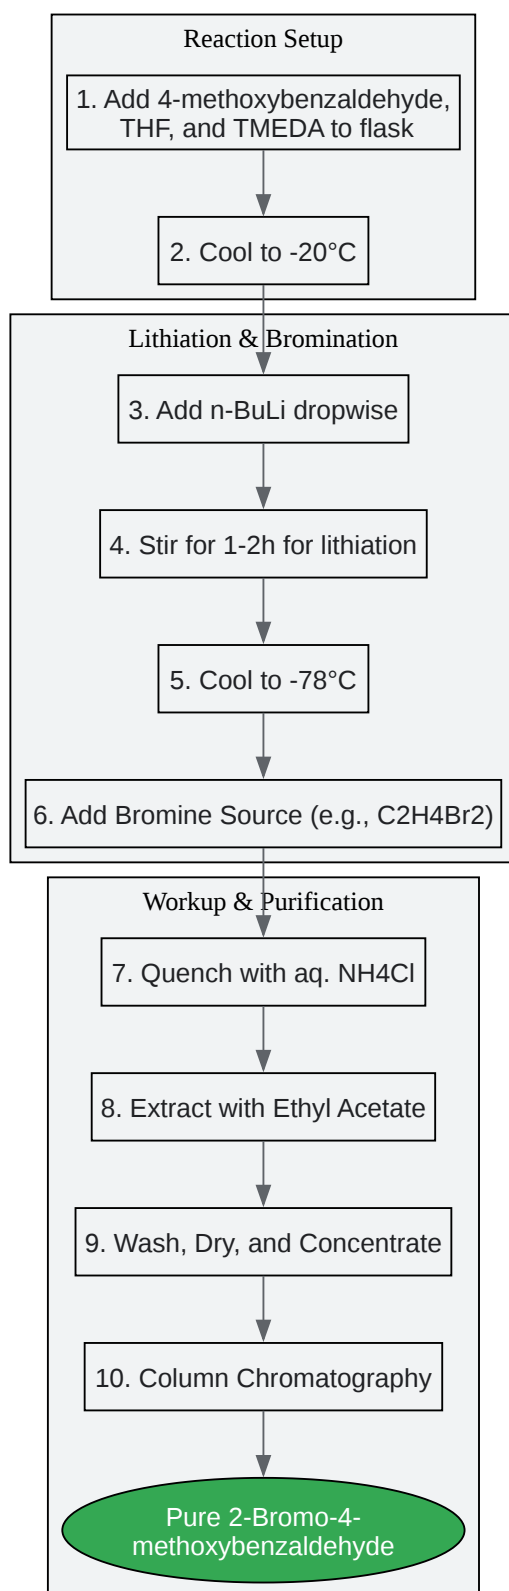 Reaction Setup
1. Add 4-methoxybenzaldehyde,
THF, and TMEDA to flask
2. Cool to -20°C
Lithiation & Bromination
3. Add n-BuLi dropwise
4. Stir for 1-2h for lithiation
5. Cool to -78°C
6. Add Bromine Source (e.g., C2H4Br2)
Workup & Purification
7. Quench with aq. NH4Cl
8. Extract with Ethyl Acetate
9. Wash, Dry, and Concentrate
10. Column Chromatography
Pure 2-Bromo-4-
methoxybenzaldehyde